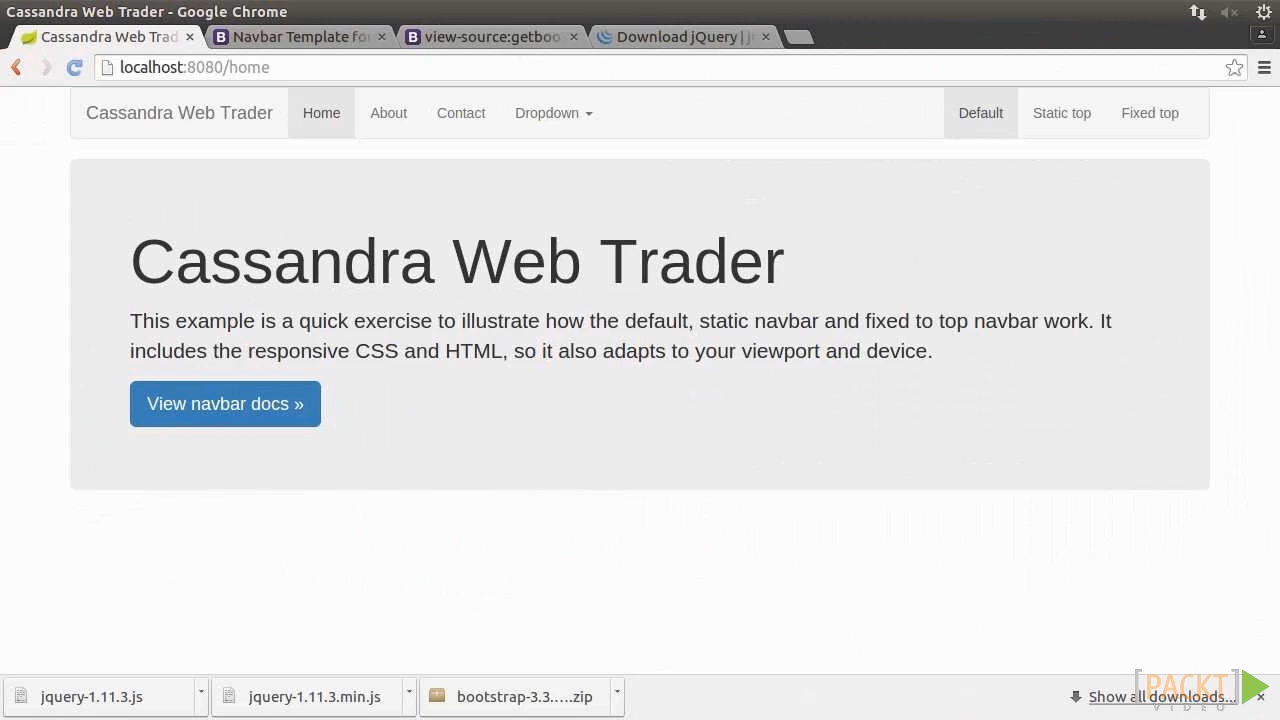 Cassandra Web Trader - Google Chrome
Cassandra Web Trad
Navbar Template fo
view-source:getboo
Download jQuery | j
localhost:8080/home
Cassandra Web Trader Home About Contact Dropdown Default Static top Fixed top
Cassandra Web Trader
This example is a quick exercise to illustrate how the default, static navbar and fixed to top navbar work. It
includes the responsive CSS and HTML, so it also adapts to your viewport and device.
View navbar docs »
jquery-1.11.3.js
jquery-1.11.3.min.js
bootstrap-3.3.....zip
Show all downloads...
[PACKT]
VIDEO